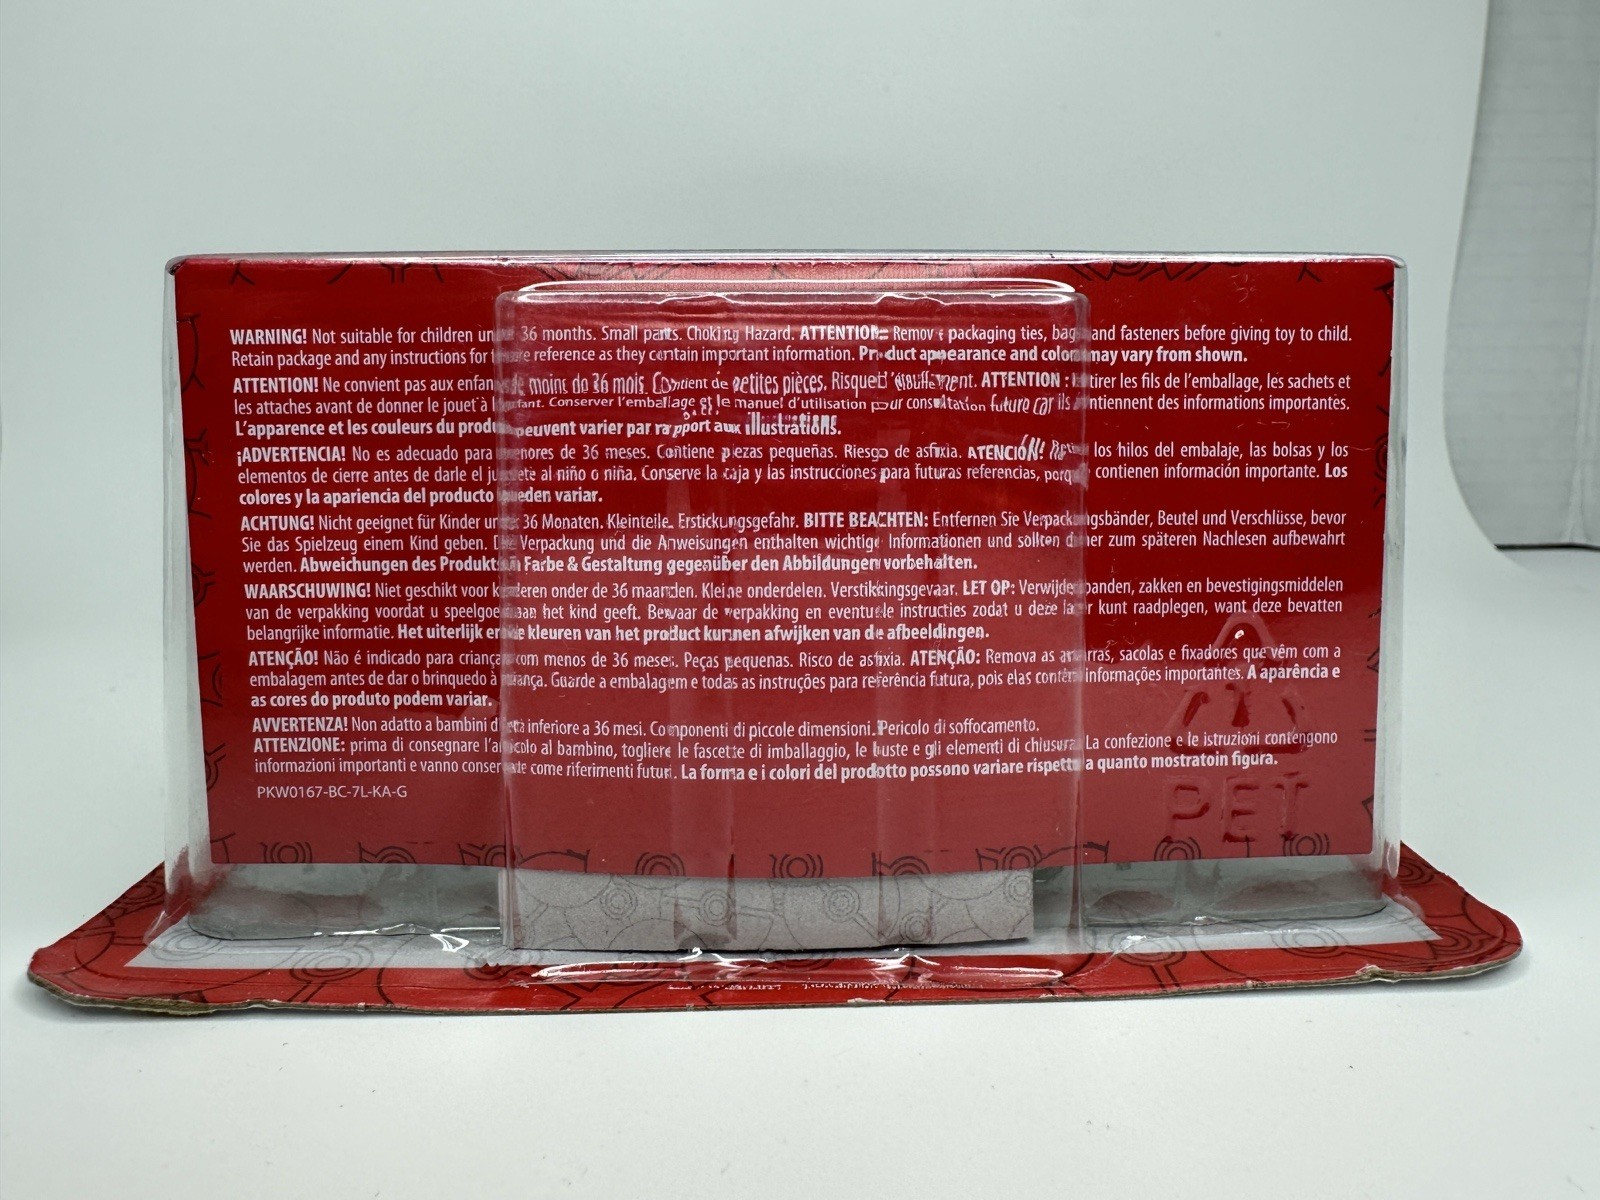 WARNING! Not suitable for children under 36 months. Small parts. Choking Hazard. ATTENTION: Remove packaging ties, bags and fasteners before giving toy to child.
Retain package and any instructions for future reference as they contain important information. Product appearance and colors may vary from shown.
ATTENTION! Ne convient pas aux enfants de moins de 36 mois. Contient de petites pièces. Risque d'étouffement. ATTENTION : Retirer les fils de l'emballage, les sachets et
les attaches avant de donner le jouet à l'enfant. Conserver l'emballage et le manuel d'utilisation pour consultation future car ils contiennent des informations importantes.
L'apparence et les couleurs du produit peuvent varier par rapport aux illustrations.
¡ADVERTENCIA! No es adecuado para menores de 36 meses. Contiene piezas pequeñas. Riesgo de asfixia. ATENCIÓN! Retire los hilos del embalaje, las bolsas y los
elementos de cierre antes de darle el juguete al niño o niña. Conserve la caja y las instrucciones para futuras referencias, porque contienen información importante. Los
colores y la apariencia del producto pueden variar.
ACHTUNG! Nicht geeignet für Kinder unter 36 Monaten. Kleinteile. Erstickungsgefahr. BITTE BEACHTEN: Entfernen Sie Verpackungsbänder, Beutel und Verschlüsse, bevor
Sie das Spielzeug einem Kind geben. Die Verpackung und die Anweisungen enthalten wichtige Informationen und sollten daher zum späteren Nachlesen aufbewahrt
werden. Abweichungen des Produkts in Farbe & Gestaltung gegenüber den Abbildungen vorbehalten.
WAARSCHUWING! Niet geschikt voor kinderen onder de 36 maanden. Kleine onderdelen. Verstikkingsgevaar. LET OP: Verwijder banden, zakken en bevestigingsmiddelen
van de verpakking voordat u speelgoed aan het kind geeft. Bewaar de verpakking en eventuele instructies zodat u deze later kunt raadplegen, want deze bevatten
belangrijke informatie. Het uiterlijk en de kleuren van het product kunnen afwijken van de afbeeldingen.
ATENÇÃO! Não é indicado para crianças com menos de 36 meses. Peças pequenas. Risco de asfixia. ATENÇÃO: Remova as amarras, sacolas e fixadores que vêm com a
embalagem antes de dar o brinquedo à criança. Guarde a embalagem e todas as instruções para referência futura, pois elas contêm informações importantes. A aparência e
as cores do produto podem variar.
AVVERTENZA! Non adatto a bambini di età inferiore a 36 mesi. Componenti di piccole dimensioni. Pericolo di soffocamento.
ATTENZIONE: prima di consegnare l'articolo al bambino, togliere le fascette di imballaggio, le buste e gli elementi di chiusura. La confezione e le istruzioni contengono
informazioni importanti e vanno conservate come riferimenti futuri. La forma e i colori del prodotto possono variare rispetto a quanto mostratoin figura.
PKW0167-BC-7L-KA-G
PET